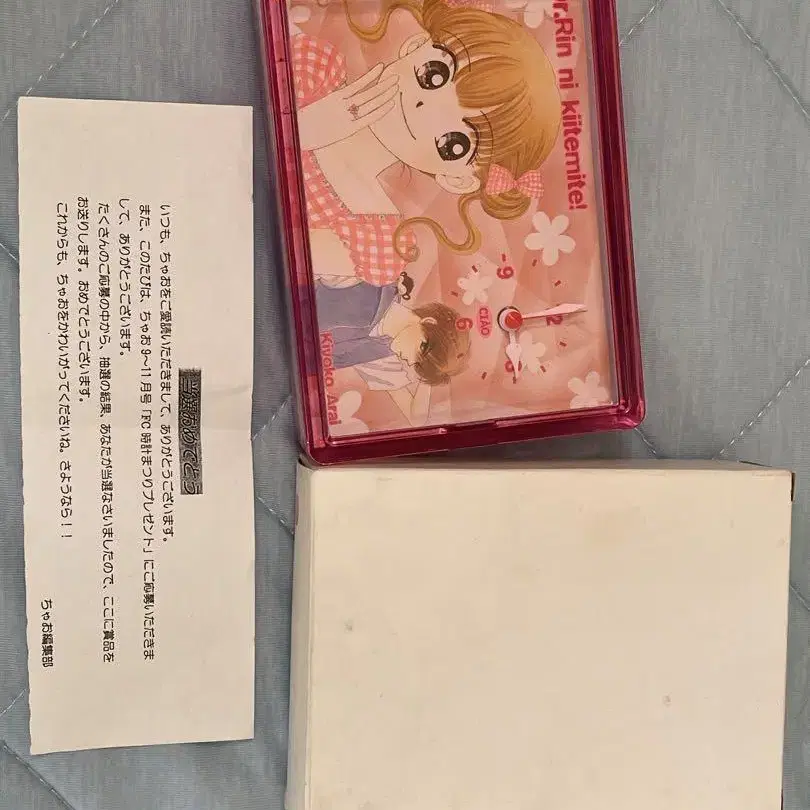 当選おめでとう
いつも、ちゃおをご愛読いただきまして、ありがとうございます。
また、このたびは、ちゃお9〜11月号「FC時計まつりプレゼント」にご応募いただきま
して、ありがとうございます。
たくさんのご応募の中から、抽選の結果、あなたが当選なさいましたので、ここに賞品を
お送りします。おめでとうございます。
これからも、ちゃおをかわいがってくださいね。さようなら！！
ちゃお編集部
Dr.Rin ni kiitemite!
12
9
6
CIAO
Kiyoko Arai